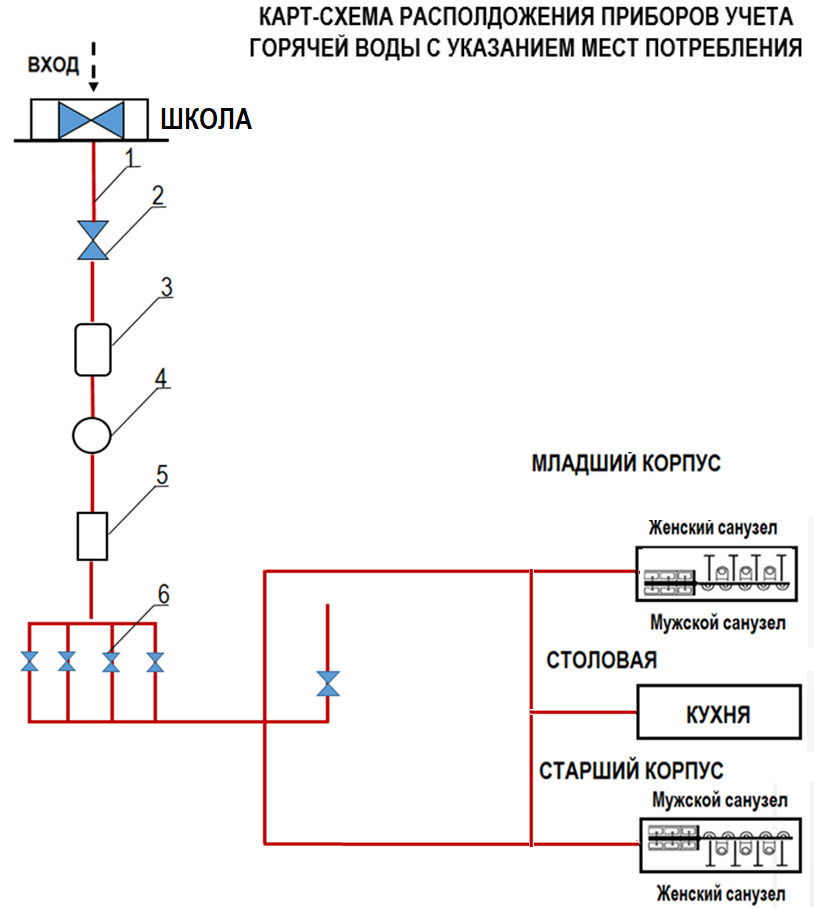 КАРТ-СХЕМА РАСПОЛДОЖЕНИЯ ПРИБОРОВ УЧЕТА
ГОРЯЧЕЙ ВОДЫ С УКАЗАНИЕМ МЕСТ ПОТРЕБЛЕНИЯ
ВХОД
ШКОЛА
1
2
3
4
5
6
МЛАДШИЙ КОРПУС
Женский санузел
Мужской санузел
СТОЛОВАЯ
КУХНЯ
СТАРШИЙ КОРПУС
Мужской санузел
Женский санузел